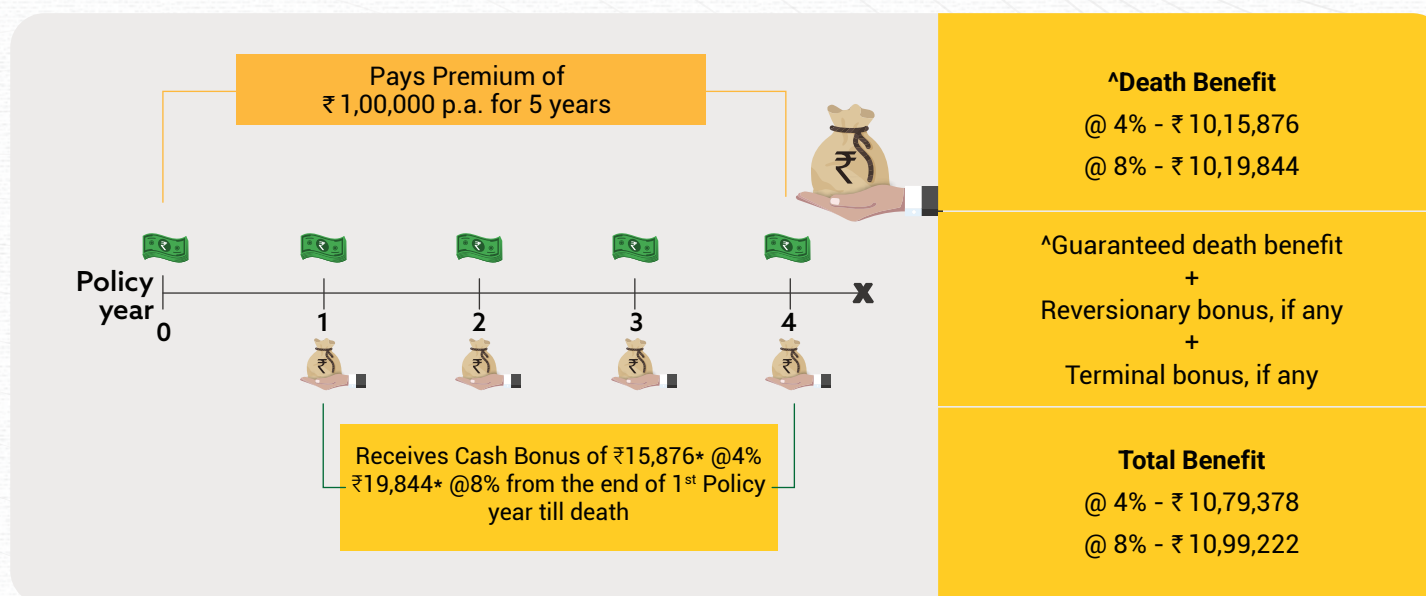 Pays Premium of
₹ 1,00,000 p.a. for 5 years
₹
₹
₹
₹
₹
₹
Policy
year
0
1
2
3
4
x
₹
₹
₹
₹
Receives Cash Bonus of ₹15,876* @4%
₹19,844* @8% from the end of 1st Policy
year till death
^Death Benefit
@ 4% - ₹ 10,15,876
@ 8% - ₹ 10,19,844
^Guaranteed death benefit
+
Reversionary bonus, if any
+
Terminal bonus, if any
Total Benefit
@ 4% - ₹ 10,79,378
@ 8% - ₹ 10,99,222